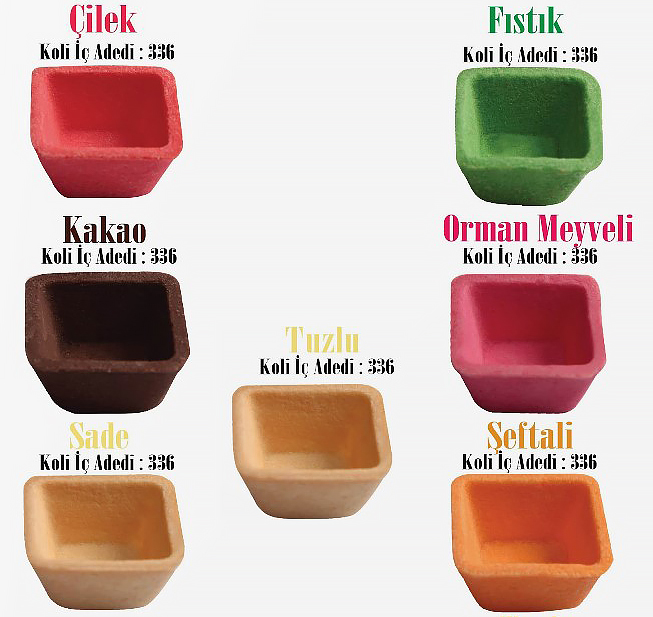 Çilek
Koli İç Adedi : 336
Fıstık
Koli İç Adedi : 336
Kakao
Koli İç Adedi : 336
Orman Meyveli
Koli İç Adedi : 336
Tuzlu
Koli İç Adedi : 336
Sade
Koli İç Adedi : 336
Şeftali
Koli İç Adedi : 336